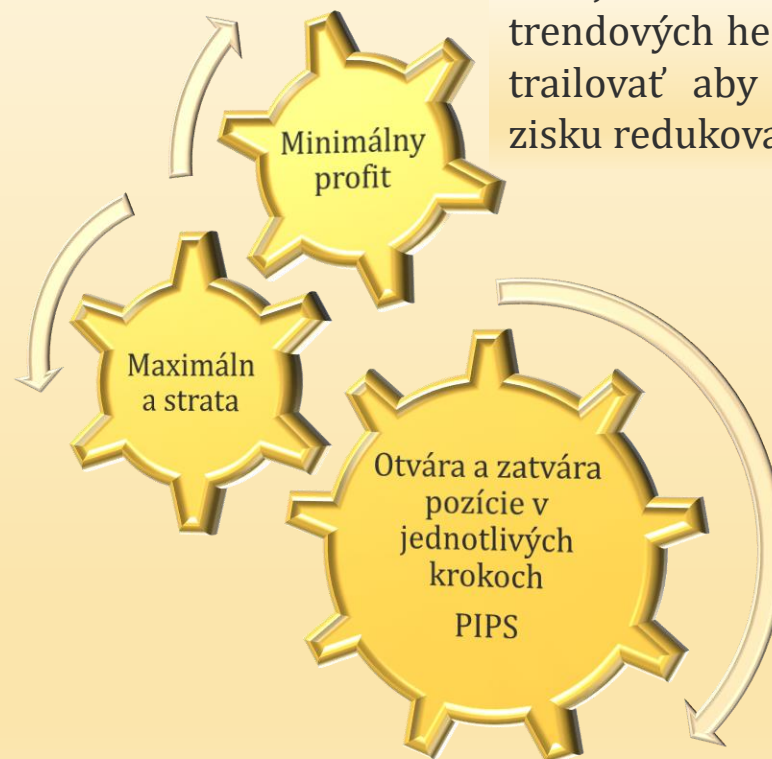 trendových he
trailovať aby
zisku redukova
Minimálny
profit
Maximáln
a strata
Otvára a zatvára
pozície v
jednotlivých
krokoch
PIPS